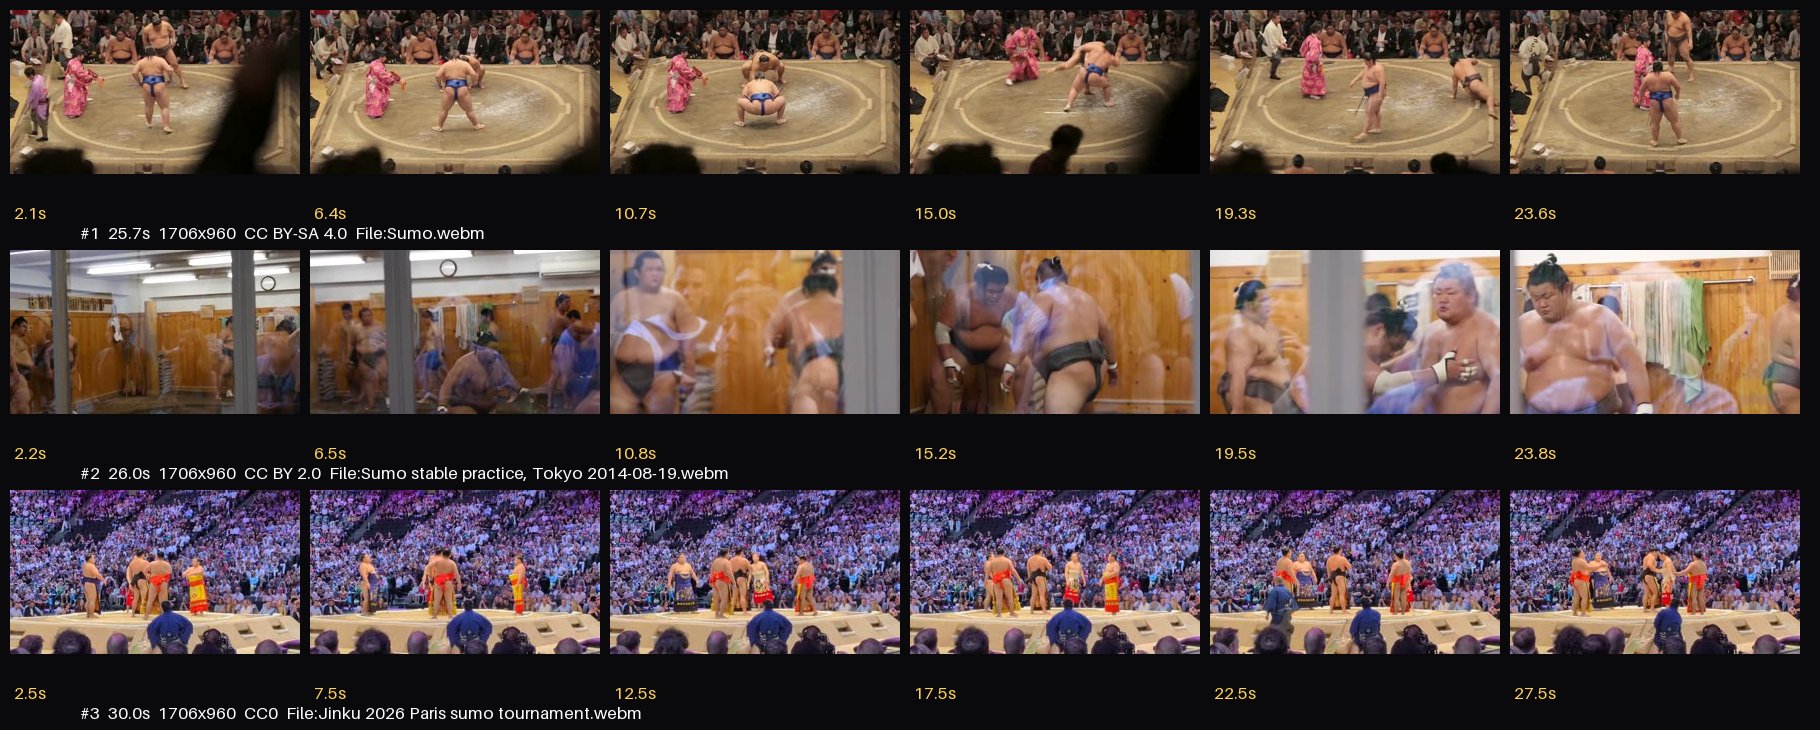 2.1s 6.4s 10.7s 15.0s 19.3s 23.6s
#1 25.7s 1706x960 CC BY-SA 4.0 File:Sumo.webm
2.2s 6.5s 10.8s 15.2s 19.5s 23.8s
#2 26.0s 1706x960 CC BY 2.0 File:Sumo stable practice, Tokyo 2014-08-19.webm
2.5s 7.5s 12.5s 17.5s 22.5s 27.5s
#3 30.0s 1706x960 CC0 File:Jinku 2026 Paris sumo tournament.webm